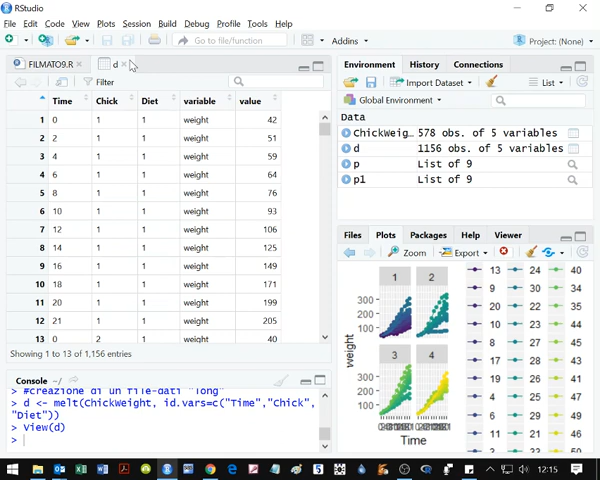 RStudio
File Edit Code View Plots Session Build Debug Profile Tools Help
Go to file/function
Addins
Project: (None)
FILMATO9.R
d
Filter
Time Chick Diet variable value
1 0 1 1 weight 42
2 2 1 1 weight 51
3 4 1 1 weight 59
4 6 1 1 weight 64
5 8 1 1 weight 76
6 10 1 1 weight 93
7 12 1 1 weight 106
8 14 1 1 weight 125
9 16 1 1 weight 149
10 18 1 1 weight 171
11 20 1 1 weight 199
12 21 1 1 weight 205
13 0 2 1 weight 40
Showing 1 to 13 of 1,156 entries
Console ~/
> #creazione di un file-dati "long"
> d <- melt(ChickWeight, id.vars=c("Time","Chick",
"Diet"))
> View(d)
>
Environment History Connections
Import Dataset
List
Global Environment
Data
ChickWeig… 578 obs. of 5 variables
d 1156 obs. of 5 variables
p List of 9
p1 List of 9
Files Plots Packages Help Viewer
Zoom Export
1 2
300
200
100
3 4
300
200
100
weight
Time
13 24 40
9 30 34
20 22 35
10 23 44
8 27 45
17 28 43
19 26 41
4 25 47
6 29 49
11 21 46
50
12:15